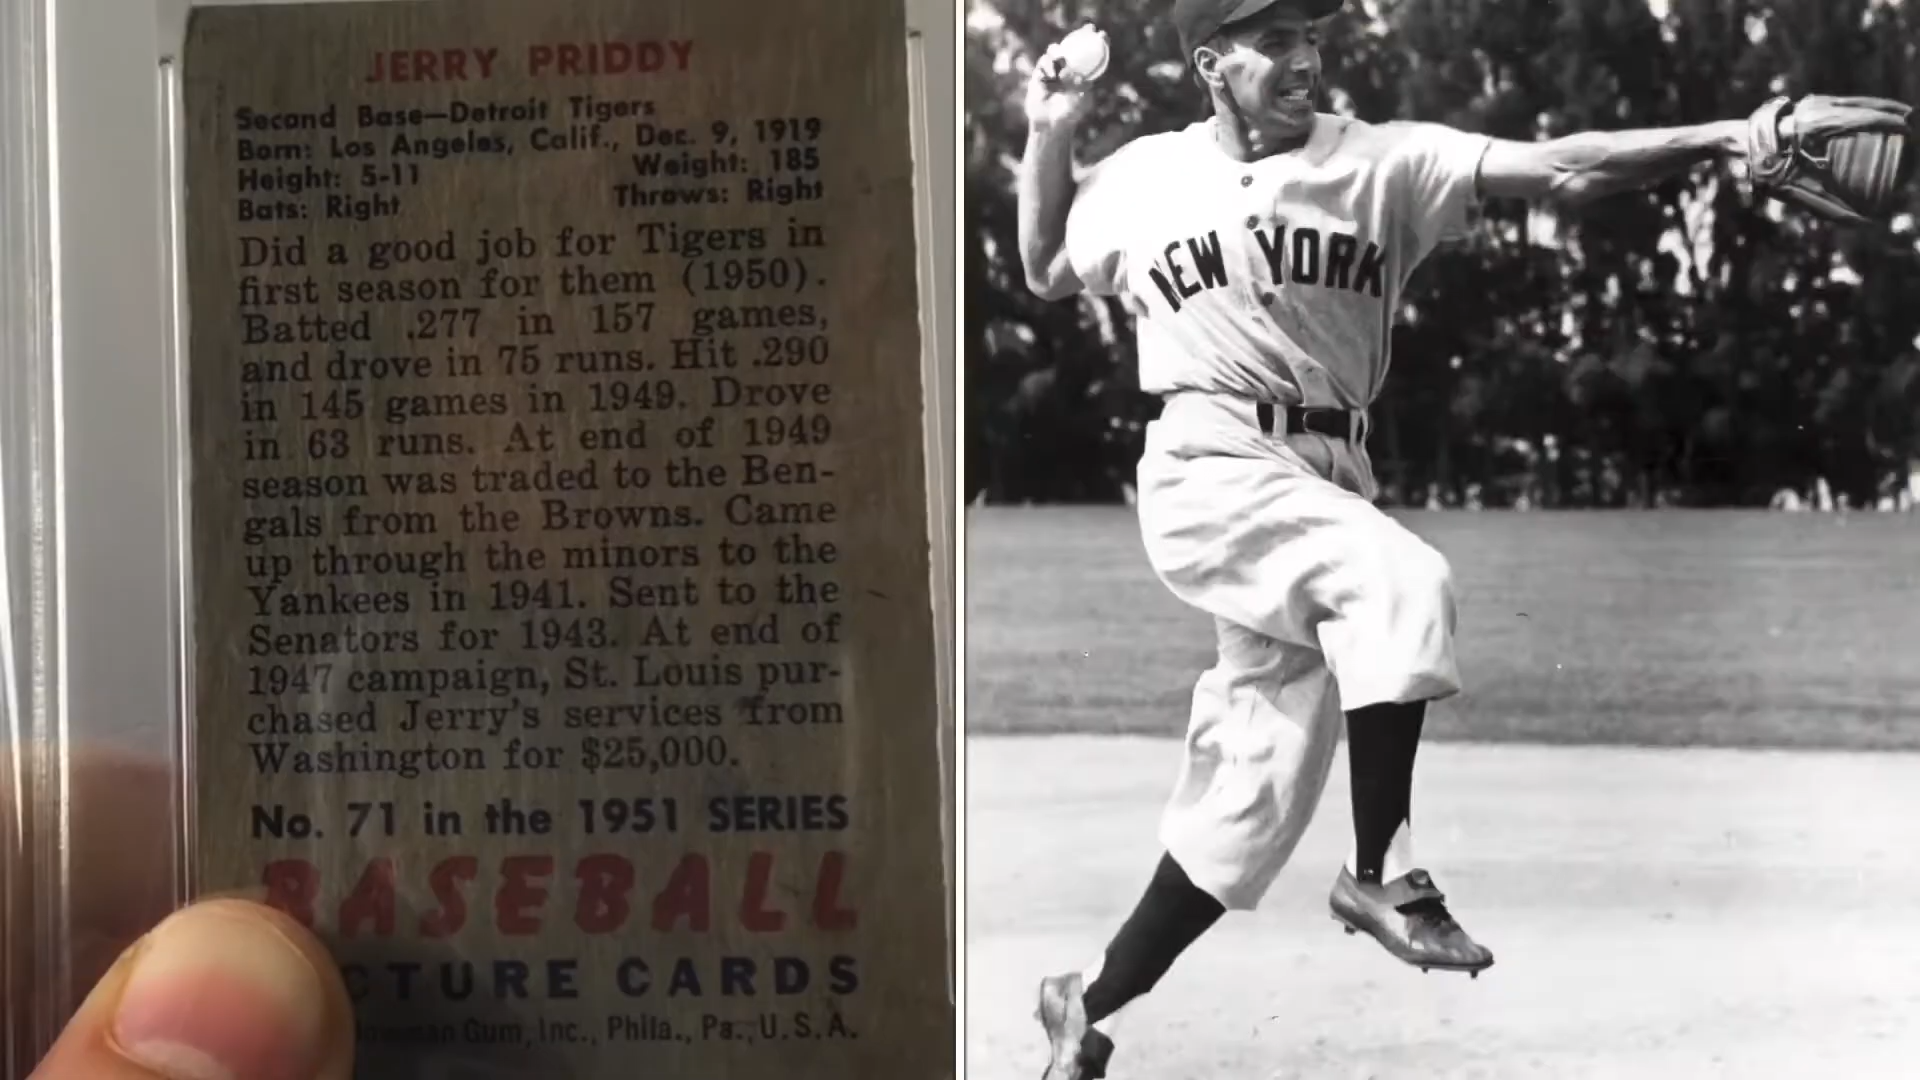 JERRY PRIDDY
Second Base—Detroit Tigers
Born: Los Angeles, Calif., Dec. 9, 1919
Height: 5-11 Weight: 185
Bats: Right Throws: Right
Did a good job for Tigers in
first season for them (1950).
Batted .277 in 157 games,
and drove in 75 runs. Hit .290
in 145 games in 1949. Drove
in 63 runs. At end of 1949
season was traded to the Ben-
gals from the Browns. Came
up through the minors to the
Yankees in 1941. Sent to the
Senators for 1943. At end of
1947 campaign, St. Louis pur-
chased Jerry's services from
Washington for $25,000.
No. 71 in the 1951 SERIES
BASEBALL
CTURE CARDS
Gum, Inc., Phila., Pa., U.S.A.
NEW YORK